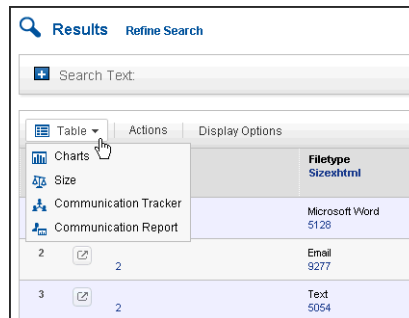 Results Refine Search
Search Text:
Table Actions Display Options
Charts
Size
Communication Tracker
Communication Report
Filetype
Sizexhtml
Microsoft Word
5128
2
Email
2 9277
3
Text
2 5054